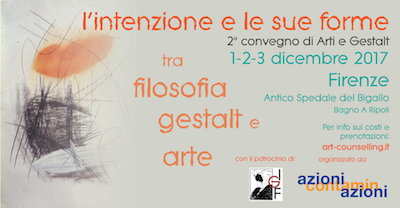 l'intenzione e le sue forme
2° convegno di Arti e Gestalt
1-2-3 dicembre 2017
Firenze
Antico Spedale del Bigallo
Bagno A Ripoli
tra
filosofia
gestalt e
arte
Per info sui costi e
prenotazioni:
art-counselling.it
con il patrocinio di:
IGF
organizzato da
azioni
contamin
azioni